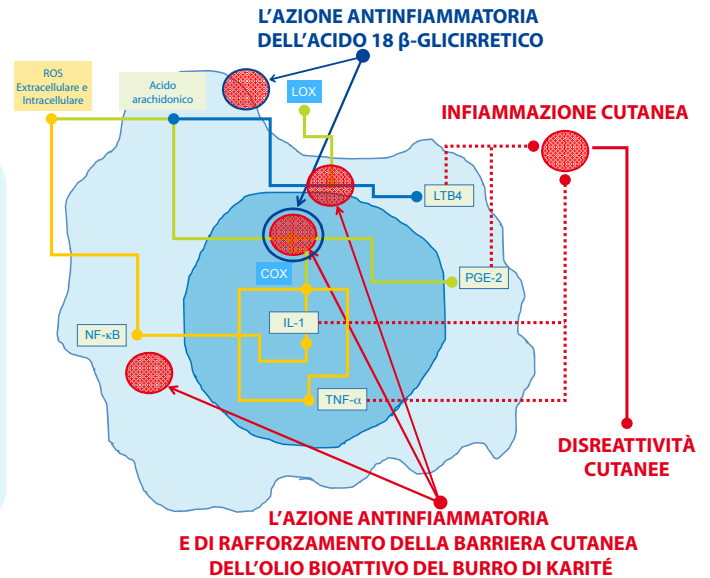 L'AZIONE ANTINFIAMMATORIA
DELL'ACIDO 18 β-GLICIRRETICO
ROS
Extracellulare e
Intracellulare
Acido
arachidonico
LOX
INFIAMMAZIONE CUTANEA
LTB4
COX
PGE-2
IL-1
NF-κB
TNF-α
DISREATTIVITÀ
CUTANEE
L'AZIONE ANTINFIAMMATORIA
E DI RAFFORZAMENTO DELLA BARRIERA CUTANEA
DELL'OLIO BIOATTIVO DEL BURRO DI KARITÉ